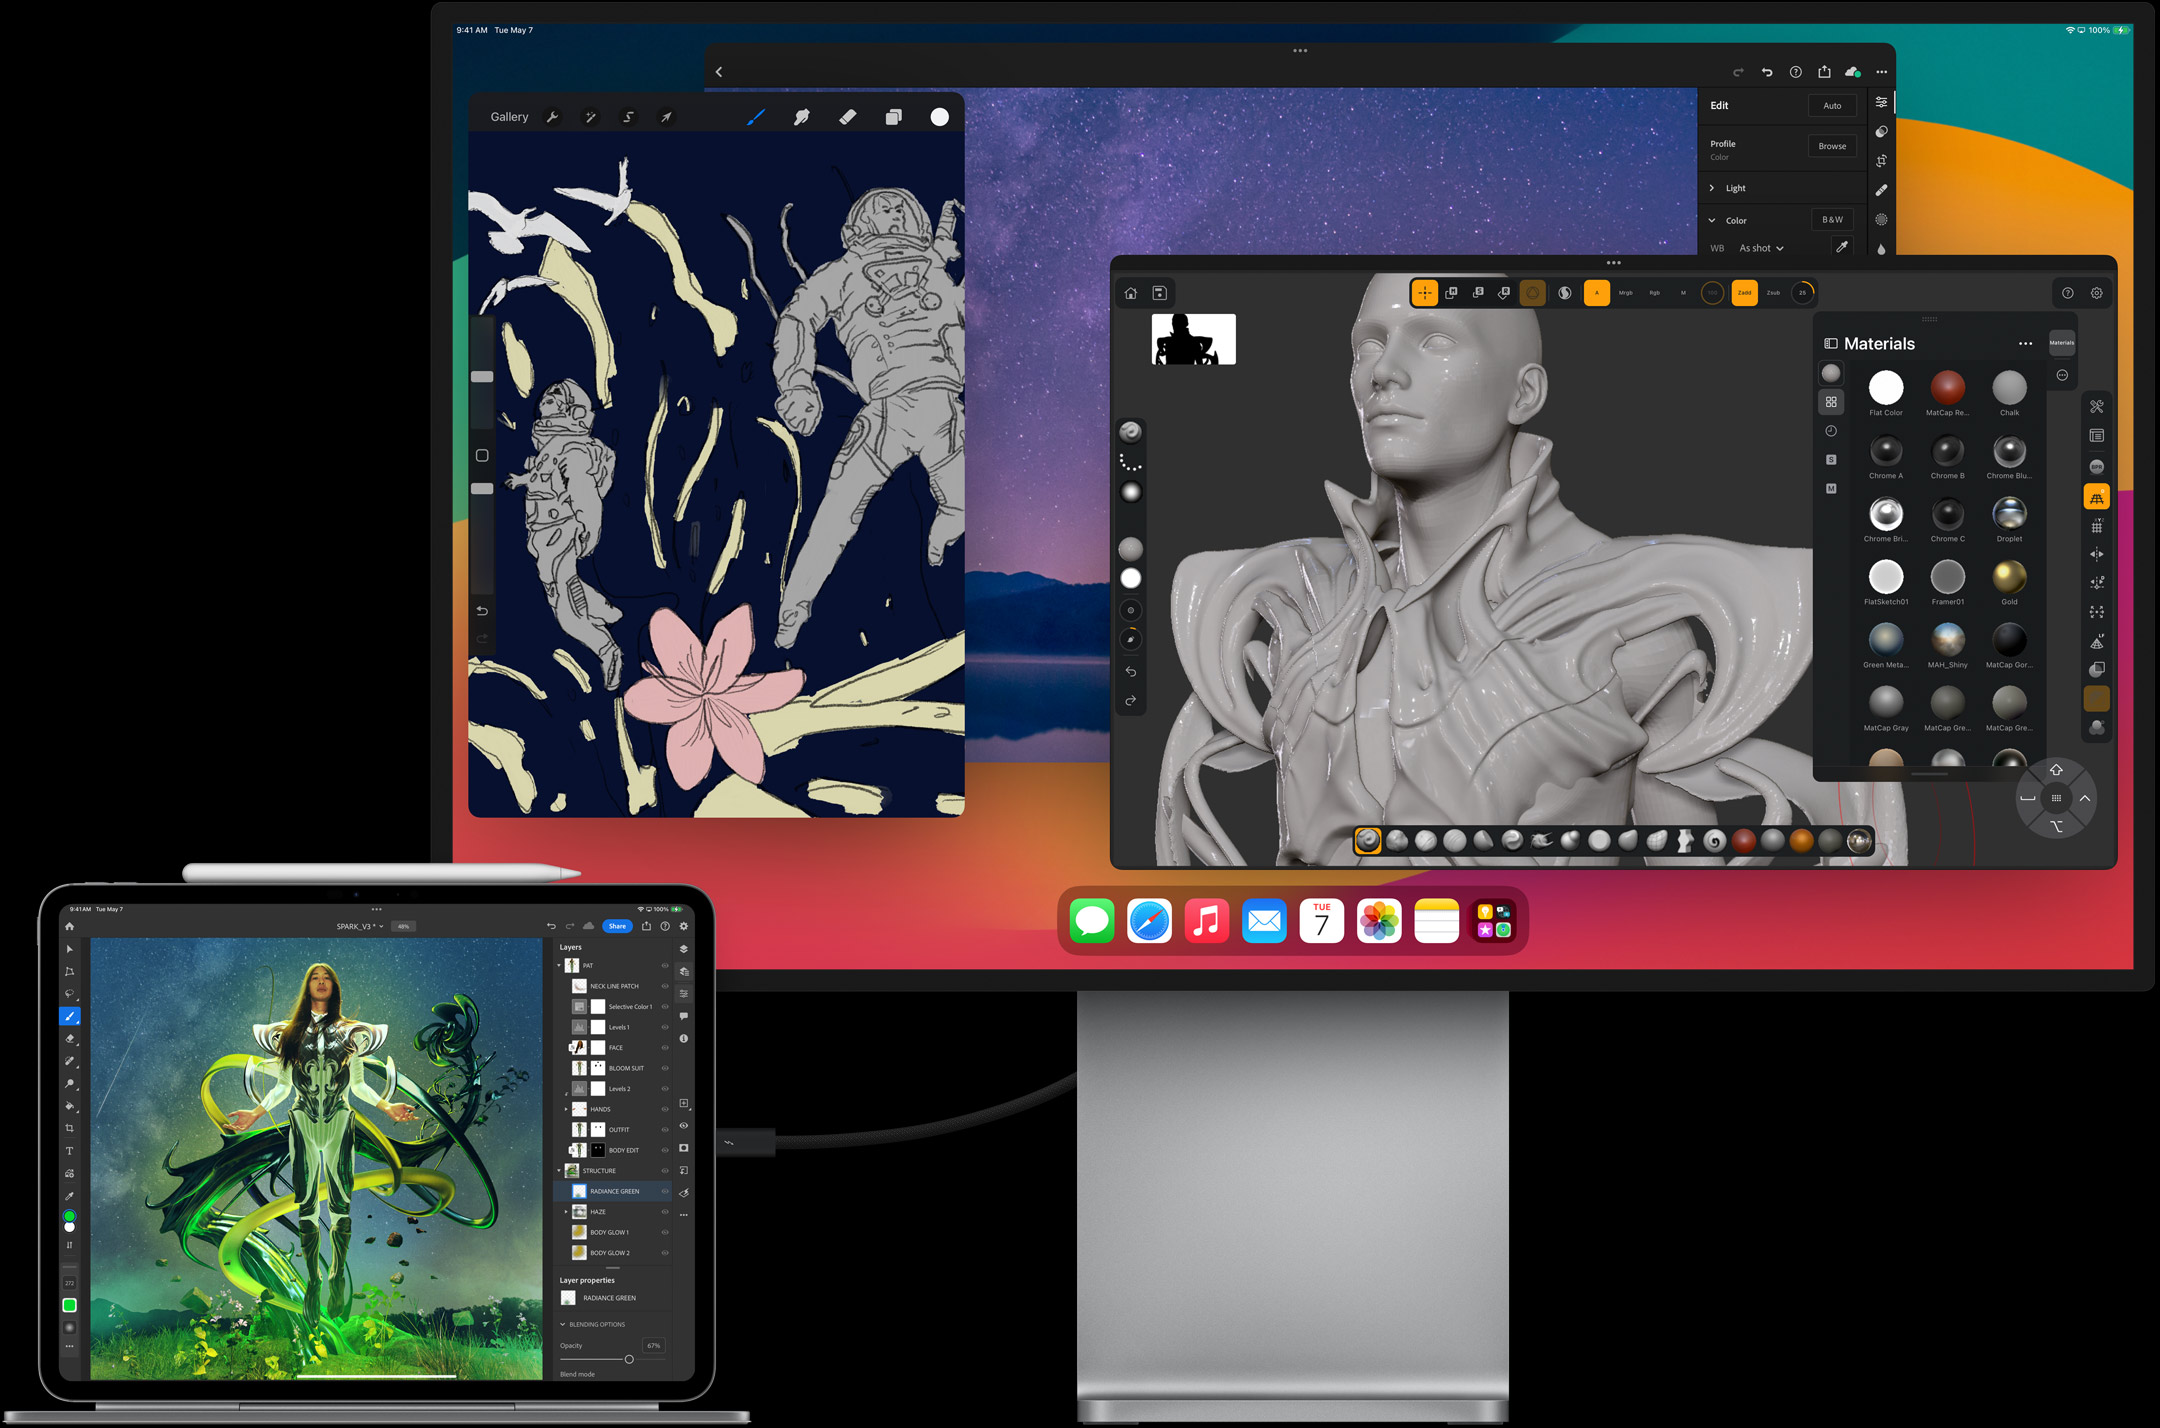 9:41 AM Tue May 7
100%
Gallery
Edit
Auto
Profile
Color
Browse
Light
Color
B & W
WB
As shot
A
Mrgb
Rgb
M
100
Zadd
Zsub
25
Materials
Materials
Flat Color
MatCap Re...
Chalk
Chrome A
Chrome B
Chrome Blu...
Chrome Bri...
Chrome C
Droplet
FlatSketch01
Framer01
Gold
Green Meta...
MAH_Shiny
MatCap Gor...
MatCap Gray
MatCap Gre...
MatCap Gre...
S
M
BPR
TUE
7
9:41 AM Tue May 7
100%
SPARK_V3 *
48%
Share
Layers
PAT
NECK LINE PATCH
Selective Color 1
Levels 1
FACE
BLOOM SUIT
Levels 2
HANDS
OUTFIT
BODY EDIT
STRUCTURE
RADIANCE GREEN
HAZE
BODY GLOW 1
BODY GLOW 2
Layer properties
RADIANCE GREEN
BLENDING OPTIONS
Opacity
67%
Blend mode
272